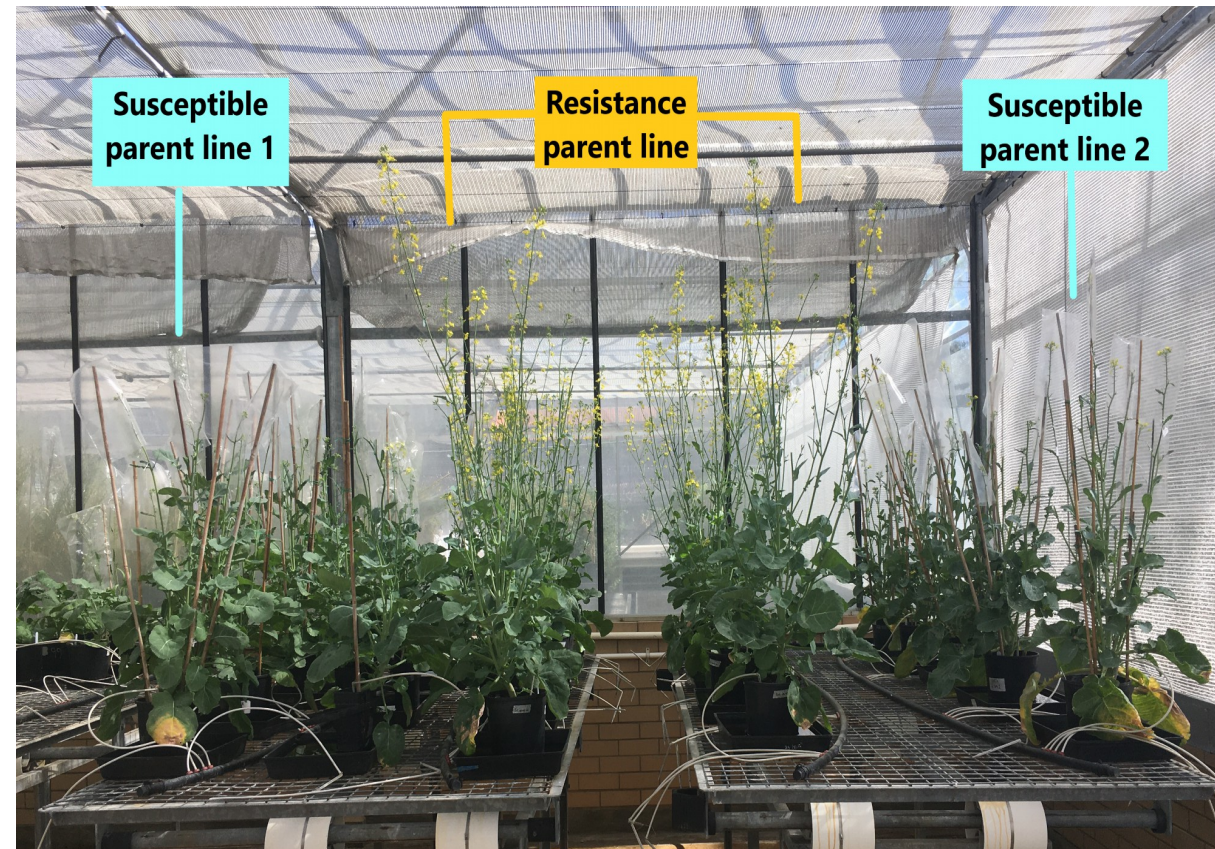 Susceptible
parent line 1
Resistance
parent line
Susceptible
parent line 2